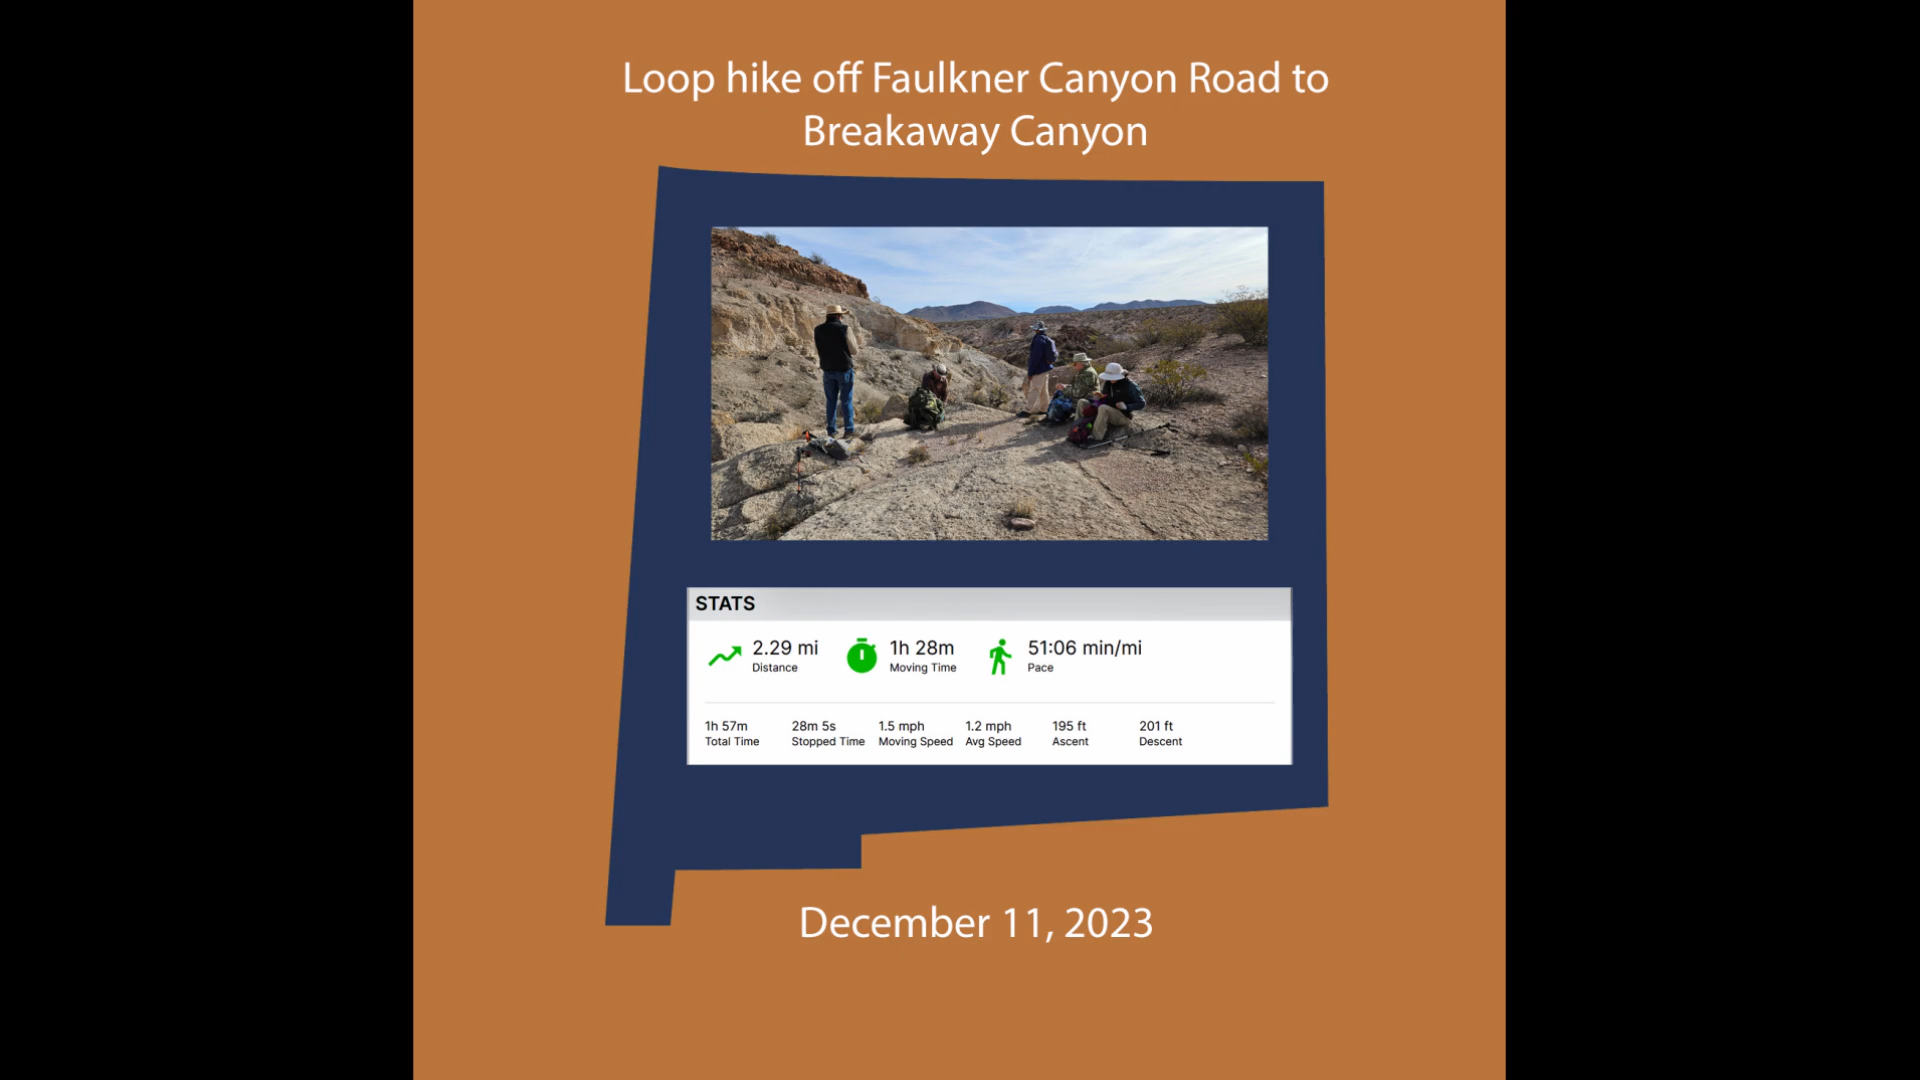 Loop hike off Faulkner Canyon Road to
Breakaway Canyon
STATS
2.29 mi 1h 28m 51:06 min/mi
Distance Moving Time Pace
1h 57m 28m 5s 1.5 mph 1.2 mph 195 ft 201 ft
Total Time Stopped Time Moving Speed Avg Speed Ascent Descent
December 11, 2023